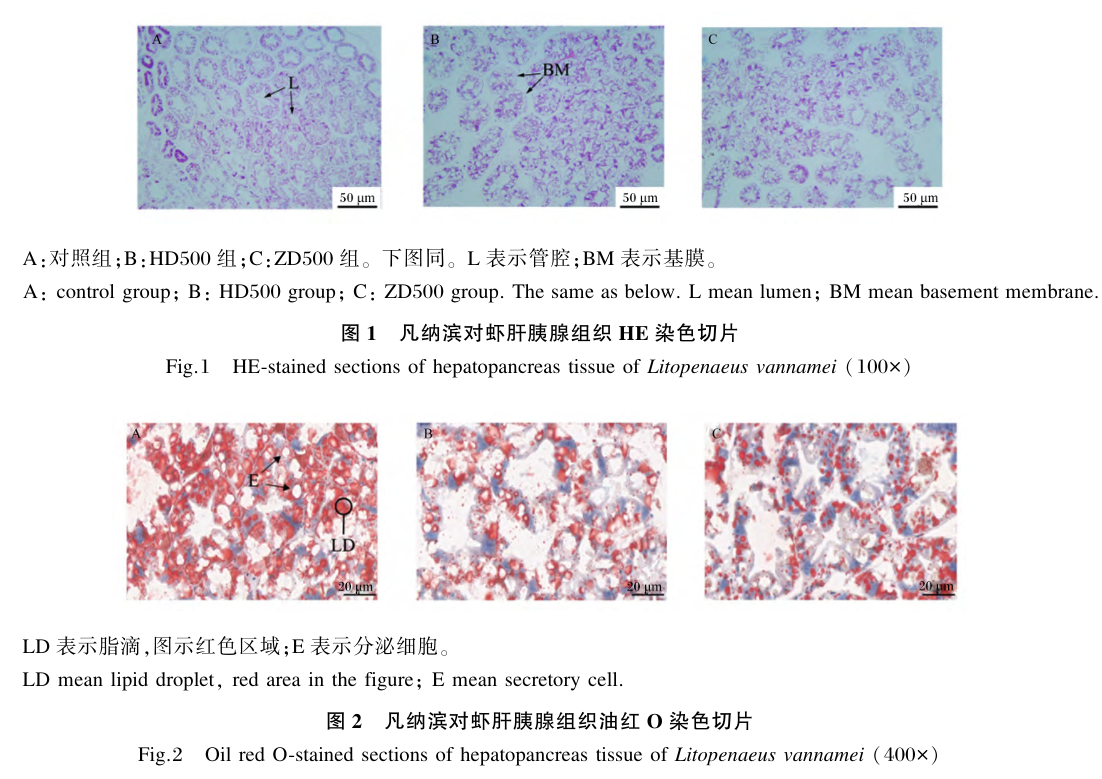 A B C
L BM
50 μm 50 μm 50 μm
A:对照组;B:HD500 组;C:ZD500 组。下图同。L 表示管腔;BM 表示基膜。
A: control group; B: HD500 group; C: ZD500 group. The same as below. L mean lumen; BM mean basement membrane.
图 1 凡纳滨对虾肝胰腺组织 HE 染色切片
Fig.1 HE-stained sections of hepatopancreas tissue of Litopenaeus vannamei (100×)
A B C
E
LD
20 μm 20 μm 20 μm
LD 表示脂滴,图示红色区域;E 表示分泌细胞。
LD mean lipid droplet, red area in the figure; E mean secretory cell.
图 2 凡纳滨对虾肝胰腺组织油红 O 染色切片
Fig.2 Oil red O-stained sections of hepatopancreas tissue of Litopenaeus vannamei (400×)